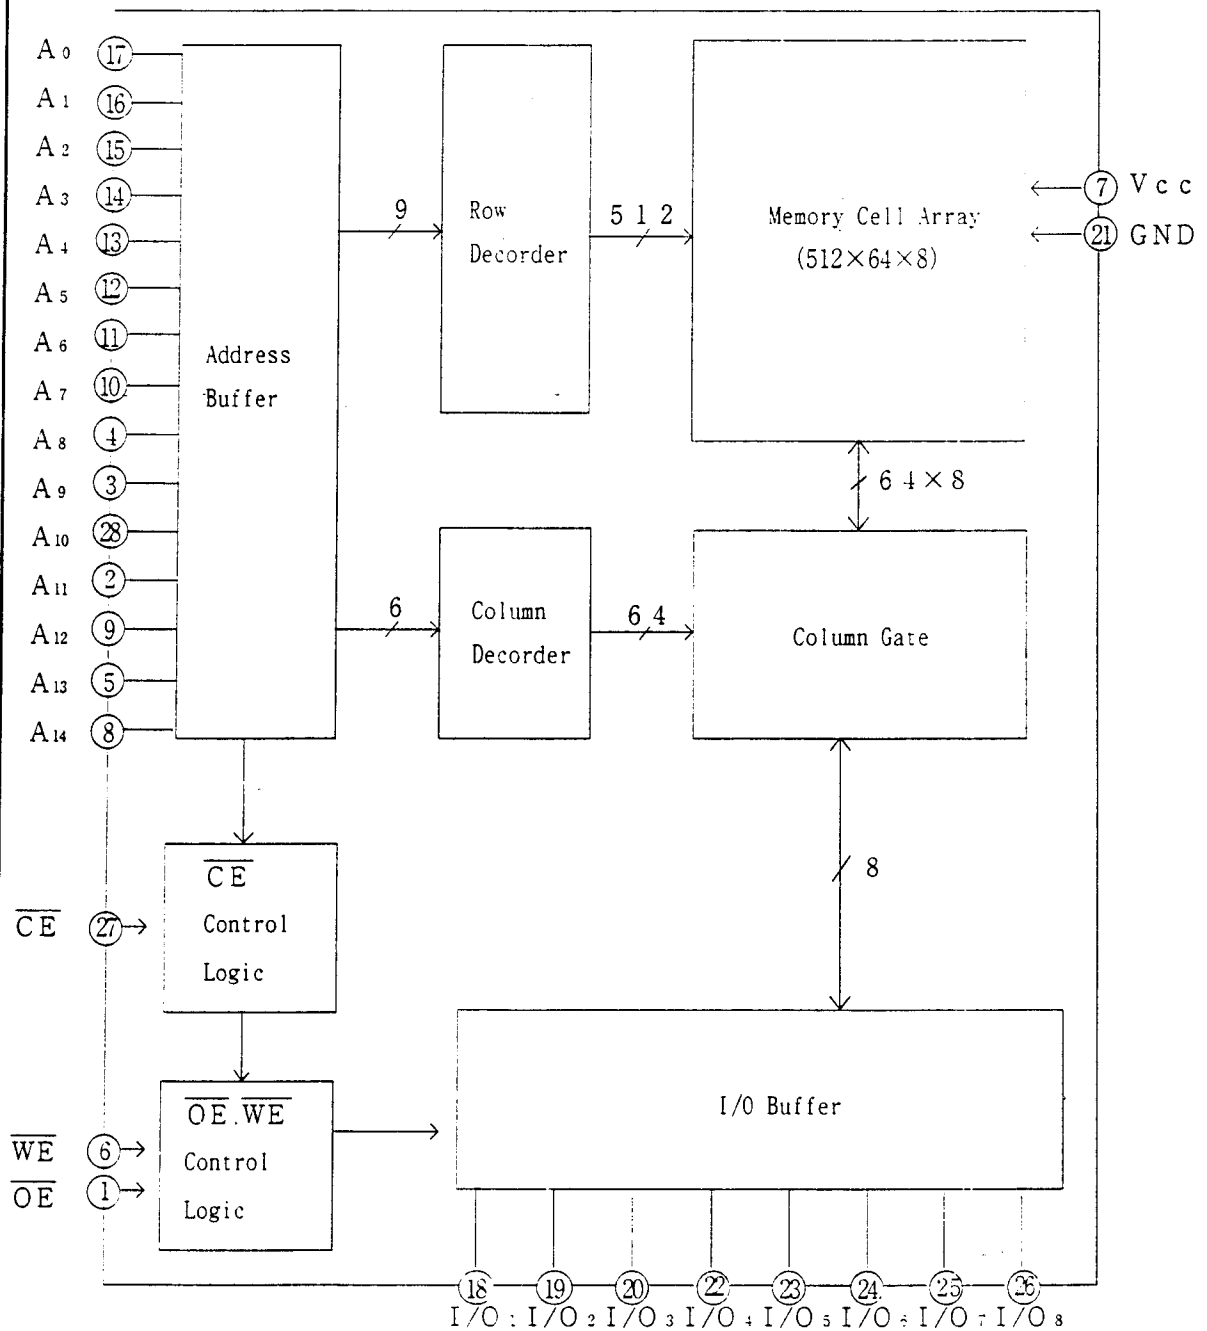 A0 17
A1 16
A2 15
A3 14
A4 13
A5 12
A6 11
A7 10
A8 4
A9 3
A10 28
A11 2
A12 9
A13 5
A14 8
Address
Buffer
9
Row
Decorder
512
Memory Cell Array
(512×64×8)
7 Vcc
21 GND
64×8
6
Column
Decorder
64
Column Gate
8
CE 27
CE
Control
Logic
WE 6
OE 1
OE.WE
Control
Logic
I/O Buffer
18 19 20 22 23 24 25 26
I/O1 I/O2 I/O3 I/O4 I/O5 I/O6 I/O7 I/O8